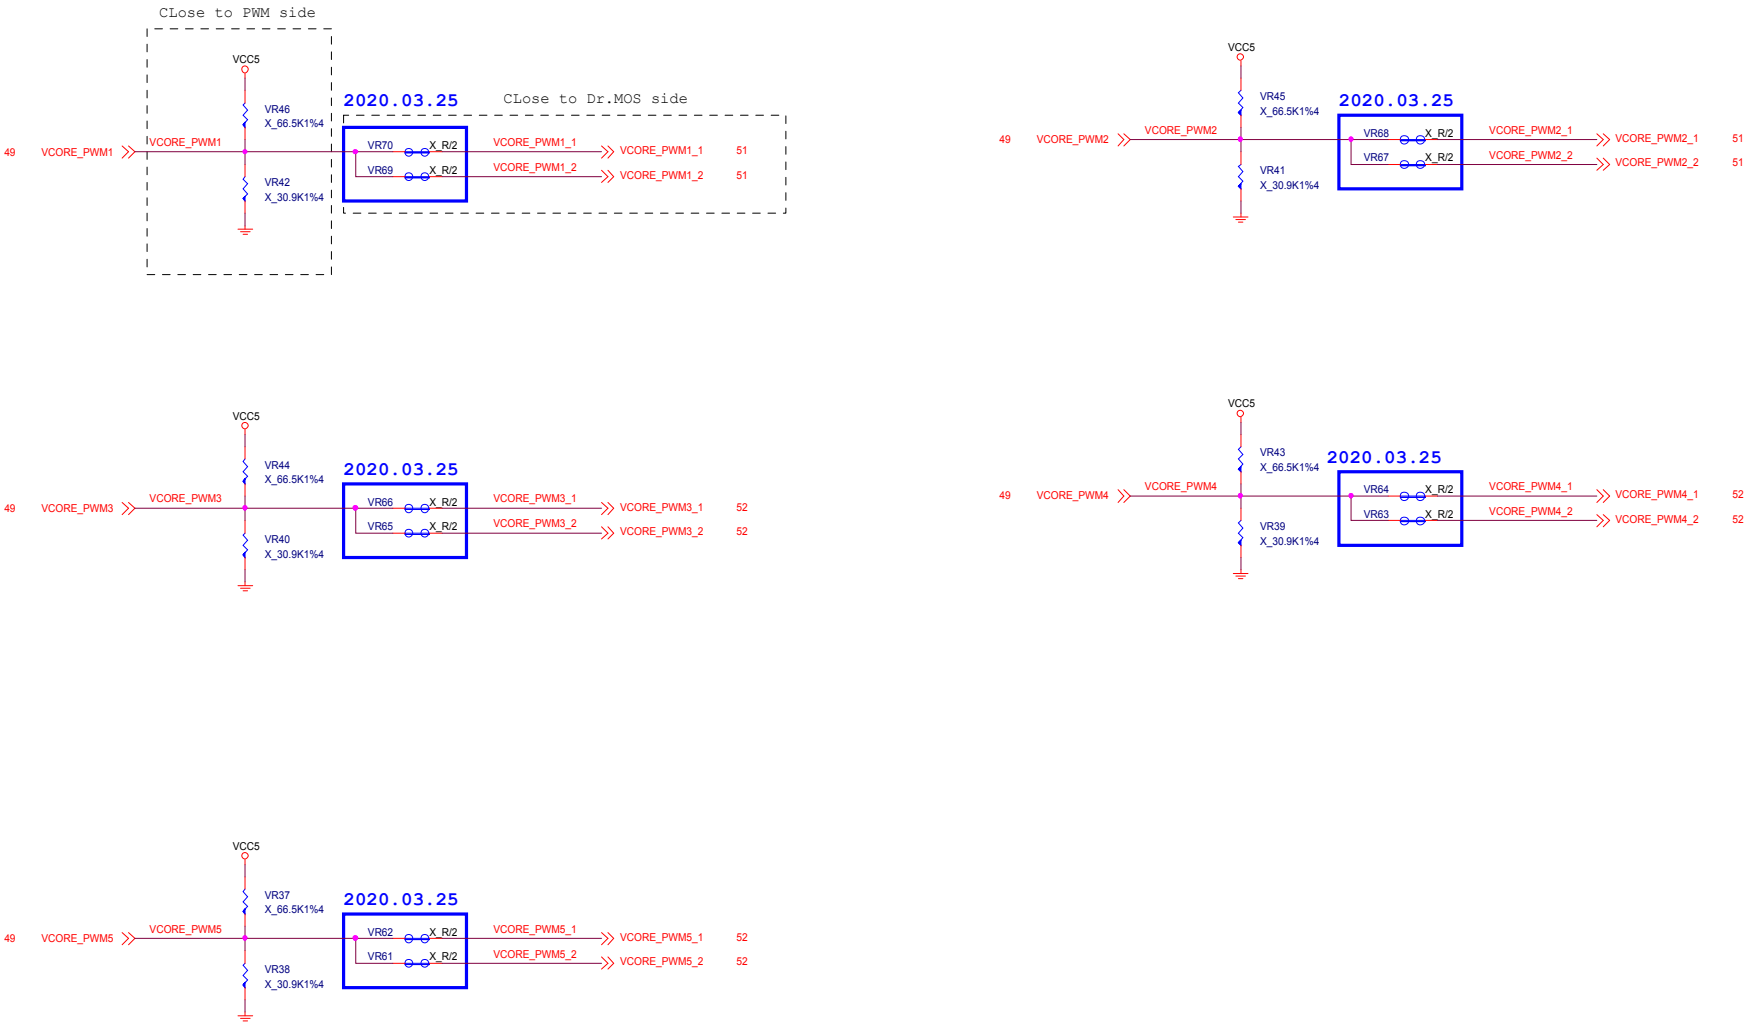 CLose to PWM side
VCC5
VR46
X_66.5K1%4
2020.03.25
CLose to Dr.MOS side
49 VCORE_PWM1
VCORE_PWM1
VR70 X_R/2
VCORE_PWM1_1
VCORE_PWM1_1 51
VR69 X_R/2
VCORE_PWM1_2
VCORE_PWM1_2 51
VR42
X_30.9K1%4
VCC5
VR45
X_66.5K1%4
2020.03.25
49 VCORE_PWM2
VCORE_PWM2
VR68 X_R/2
VCORE_PWM2_1
VCORE_PWM2_1 51
VR67 X_R/2
VCORE_PWM2_2
VCORE_PWM2_2 51
VR41
X_30.9K1%4
VCC5
VR44
X_66.5K1%4
2020.03.25
49 VCORE_PWM3
VCORE_PWM3
VR66 X_R/2
VCORE_PWM3_1
VCORE_PWM3_1 52
VR65 X_R/2
VCORE_PWM3_2
VCORE_PWM3_2 52
VR40
X_30.9K1%4
VCC5
VR43
X_66.5K1%4
2020.03.25
49 VCORE_PWM4
VCORE_PWM4
VR64 X_R/2
VCORE_PWM4_1
VCORE_PWM4_1 52
VR63 X_R/2
VCORE_PWM4_2
VCORE_PWM4_2 52
VR39
X_30.9K1%4
VCC5
VR37
X_66.5K1%4
2020.03.25
49 VCORE_PWM5
VCORE_PWM5
VR62 X_R/2
VCORE_PWM5_1
VCORE_PWM5_1 52
VR61 X_R/2
VCORE_PWM5_2
VCORE_PWM5_2 52
VR38
X_30.9K1%4